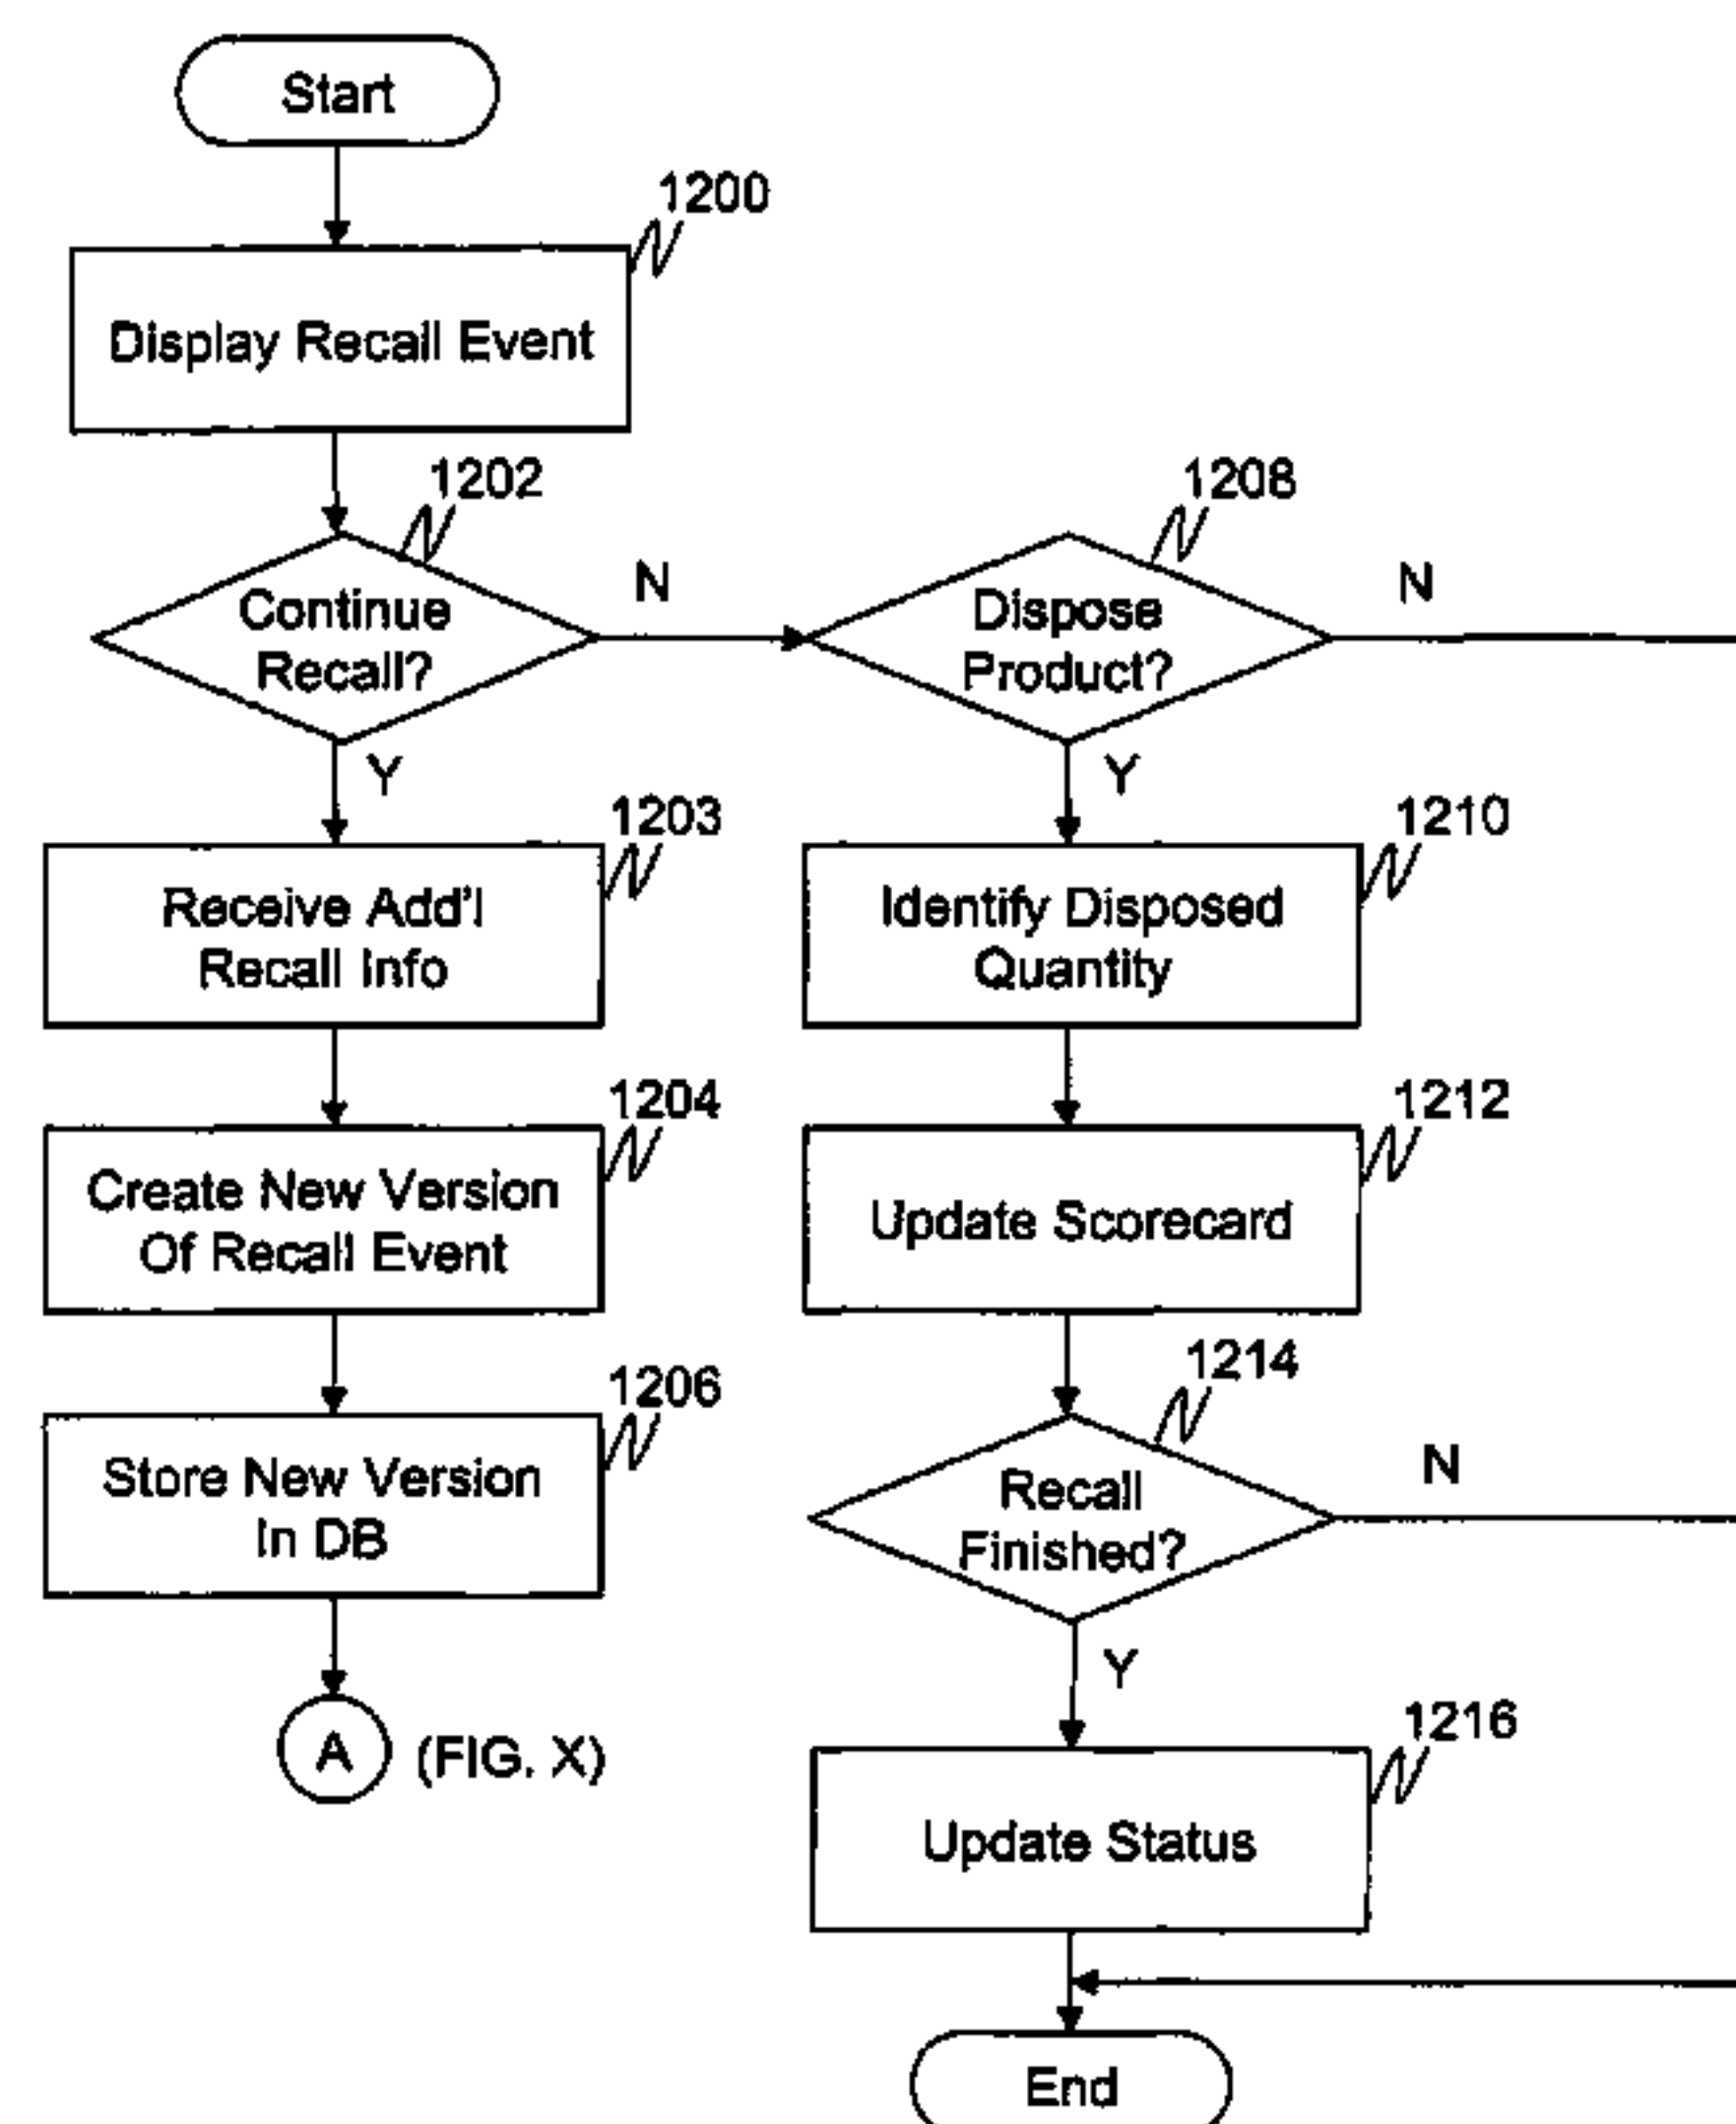 Start
1200
Display Recall Event
1202
Continue
Recall?
N
Y
1208
Dispose
Product?
N
Y
1203
Receive Add'l
Recall Info
1210
Identify Disposed
Quantity
1204
Create New Version
Of Recall Event
1212
Update Scorecard
1206
Store New Version
In DB
1214
Recall
Finished?
N
Y
A (FIG. X)
1216
Update Status
End